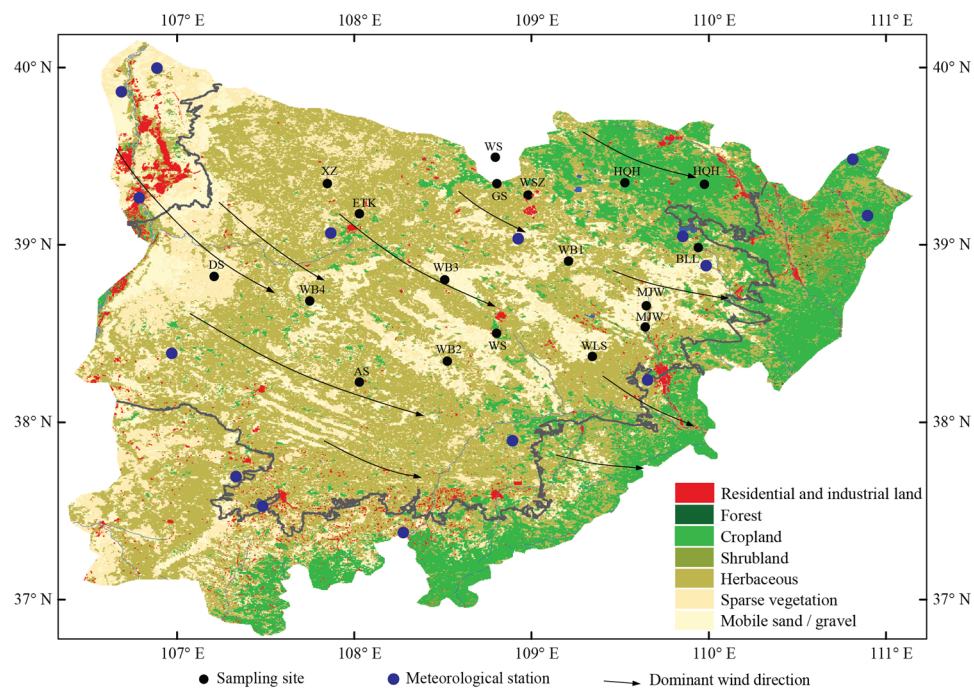 107° E 108° E 109° E 110° E 111° E
40° N 40° N
WS
XZ GS WSZ HQH HQH
ETK
39° N 39° N
DS WB4 WB3 WB1 BLL
MJW
MJW
WS
WB2 WLS
AS
38° N 38° N
Residential and industrial land
Forest
Cropland
Shrubland
Herbaceous
Sparse vegetation
Mobile sand / gravel
37° N 37° N
107° E 108° E 109° E 110° E 111° E
Sampling site Meteorological station Dominant wind direction